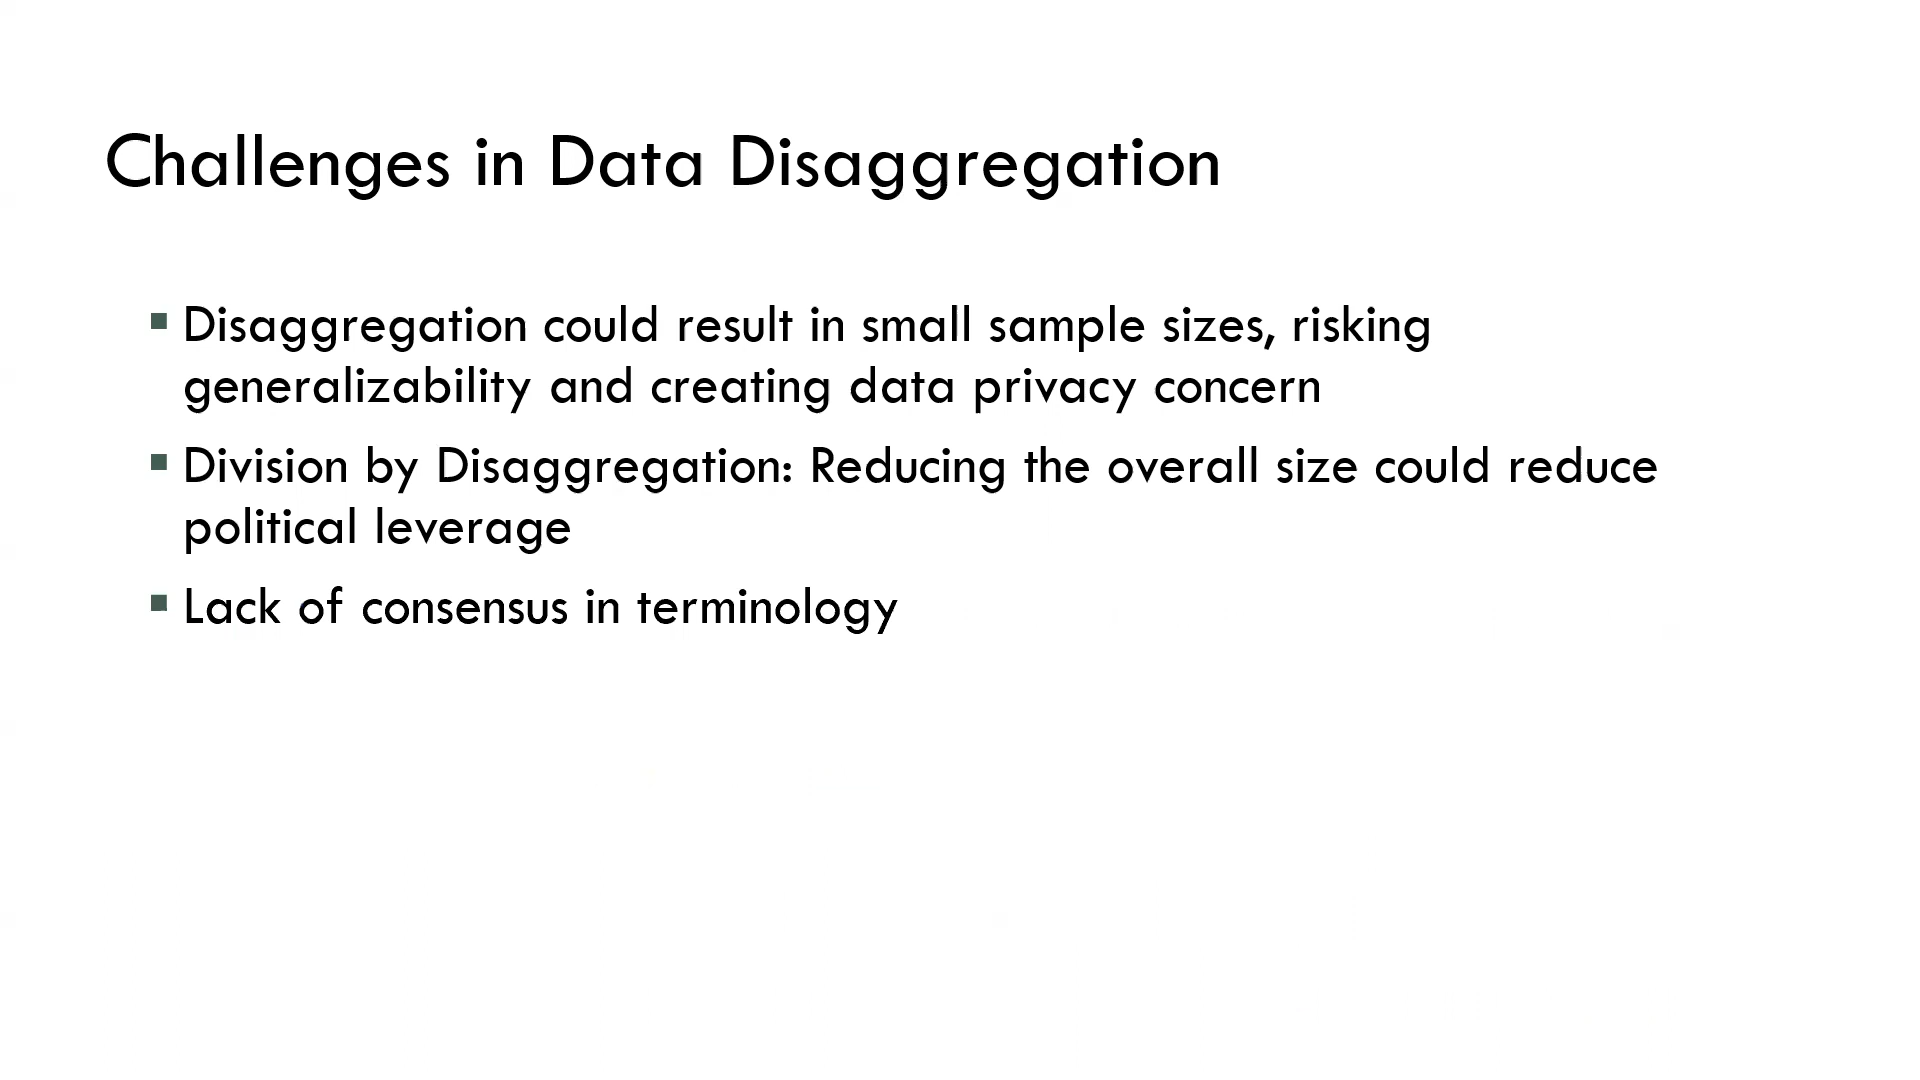 Challenges in Data Disaggregation
▪ Disaggregation could result in small sample sizes, risking
generalizability and creating data privacy concern
▪ Division by Disaggregation: Reducing the overall size could reduce
political leverage
▪ Lack of consensus in terminology